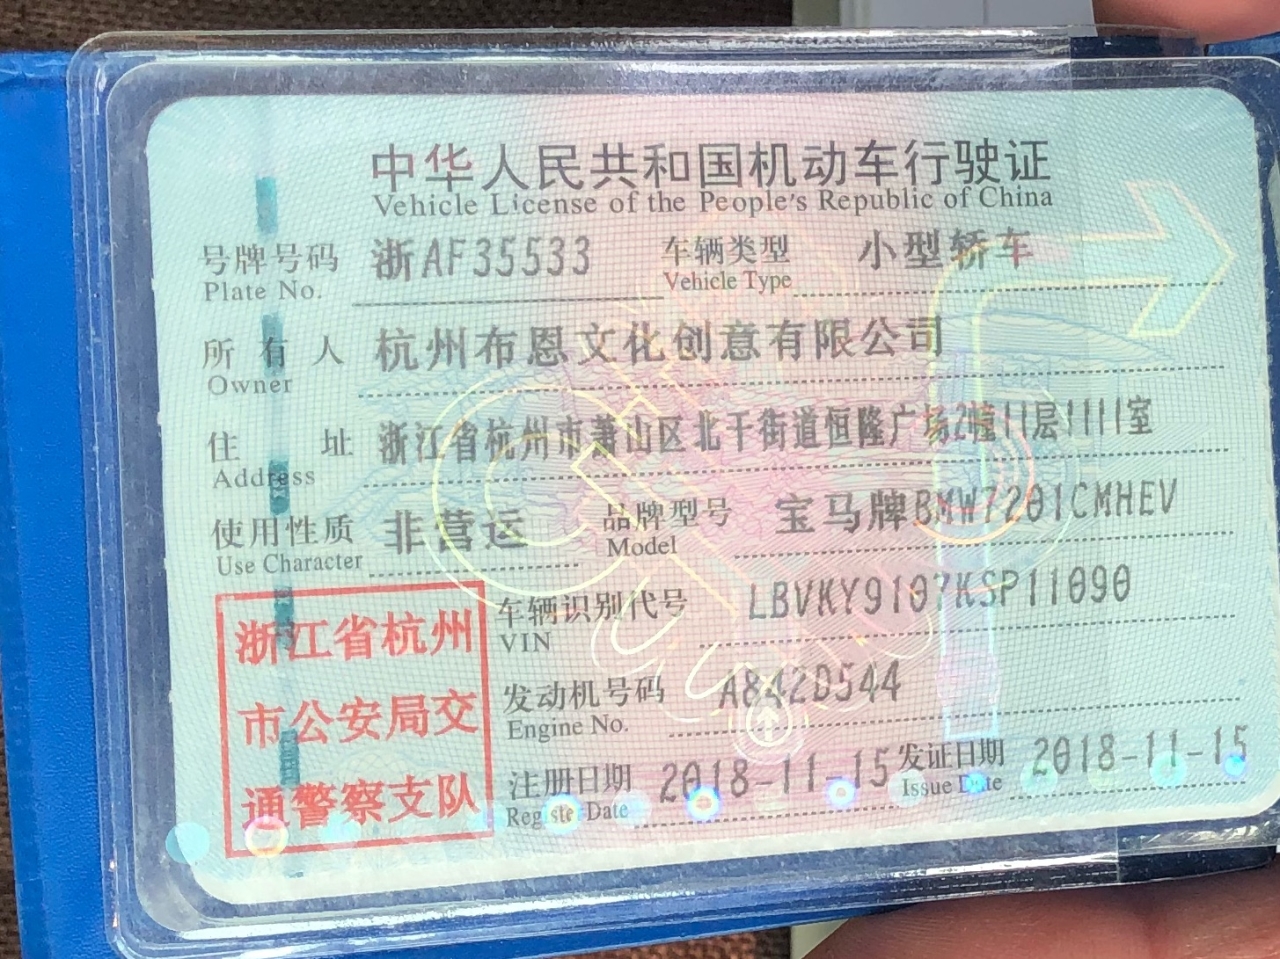 中华人民共和国机动车行驶证
Vehicle License of the People's Republic of China
号牌号码 浙AF35533 车辆类型 小型轿车
Plate No. Vehicle Type
所有人 杭州布恩文化创意有限公司
Owner
住址 浙江省杭州市萧山区北干街道恒隆广场2幢11层1111室
Address
使用性质 非营运 品牌型号 宝马牌BMW7201CMHEV
Use Character Model
浙江省杭州 车辆识别代号 LBVKY9107KSP11090
VIN
市公安局交 发动机号码 A842D544
Engine No.
通警察支队 注册日期 2018-11-15 发证日期 2018-11-15
Register Date Issue Date